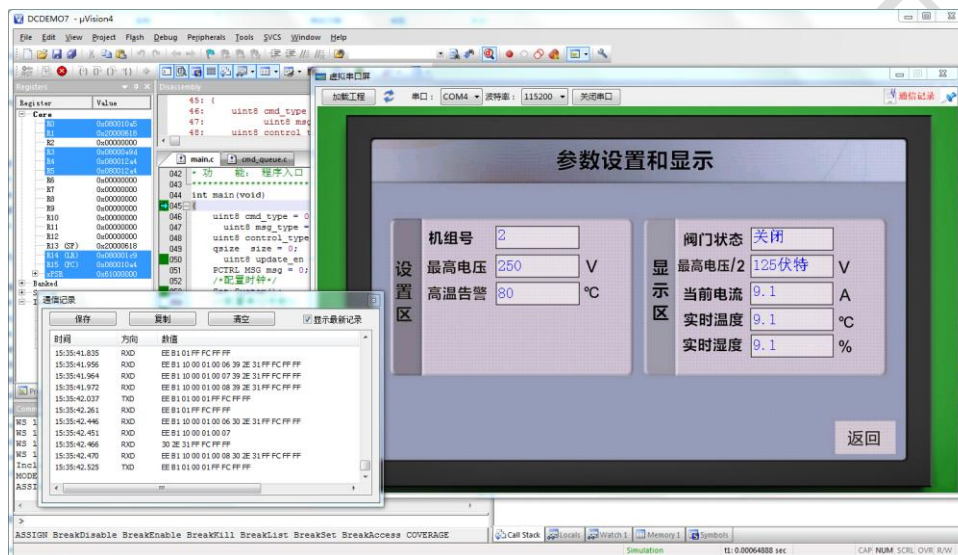 DCDEMO7 - µVision4
File Edit View Project Flash Debug Peripherals Tools SVCS Window Help
Registers
Disassembly
虚拟串口屏
加载工程 串口: COM4 波特率: 115200 关闭串口 通信记录
Register Value
Core
R0 0x080010a5
R1 0x20000618
R2 0x00000000
R3 0x08000a9d
R4 0x080012a4
R5 0x080012a4
R6 0x00000000
R7 0x00000000
R8 0x00000000
R9 0x00000000
R10 0x00000000
R11 0x00000000
R12 0x00000000
R13 (SP) 0x20000618
R14 (LR) 0x080001c9
R15 (PC) 0x080010a4
xPSR 0x61000000
Banked
45: {
46: uint8 cmd_type
47: uint8 msg
48: uint8 control t
main.c cmd_queue.c
042 * 功 能: 程序入口
043 **********************
044 int main(void)
045 {
046 uint8 cmd_type = 0
047 uint8 msg_type =
048 uint8 control_type
049 qsize size = 0;
050 uint8 update_en
051 PCTRL_MSG msg = 0;
052 /*配置时钟*/
参数设置和显示
设置区
机组号 2
最高电压 250 V
高温告警 80 ℃
显示区
阀门状态 关闭
最高电压/2 125伏特 V
当前电流 9.1 A
实时温度 9.1 ℃
实时湿度 9.1 %
返回
通信记录
保存 复制 清空 显示最新记录
时间 方向 数值
15:35:41.835 RXD EE B1 01 FF FC FF FF
15:35:41.956 RXD EE B1 10 00 01 00 06 39 2E 31 FF FC FF FF
15:35:41.964 RXD EE B1 10 00 01 00 07 39 2E 31 FF FC FF FF
15:35:41.972 RXD EE B1 10 00 01 00 08 39 2E 31 FF FC FF FF
15:35:42.037 TXD EE B1 01 00 01 FF FC FF FF
15:35:42.261 RXD EE B1 01 FF FC FF FF
15:35:42.446 RXD EE B1 10 00 01 00 06 30 2E 31 FF FC FF FF
15:35:42.451 RXD EE B1 10 00 01 00 07
15:35:42.466 RXD 30 2E 31 FF FC FF FF
15:35:42.470 RXD EE B1 10 00 01 00 08 30 2E 31 FF FC FF FF
15:35:42.525 TXD EE B1 01 00 01 FF FC FF FF
>
ASSIGN BreakDisable BreakEnable BreakKill BreakList BreakSet BreakAccess COVERAGE
Call Stack Locals Watch 1 Memory 1 Symbols
Simulation t1: 0.00064888 sec CAP NUM SCRL OVR R/W